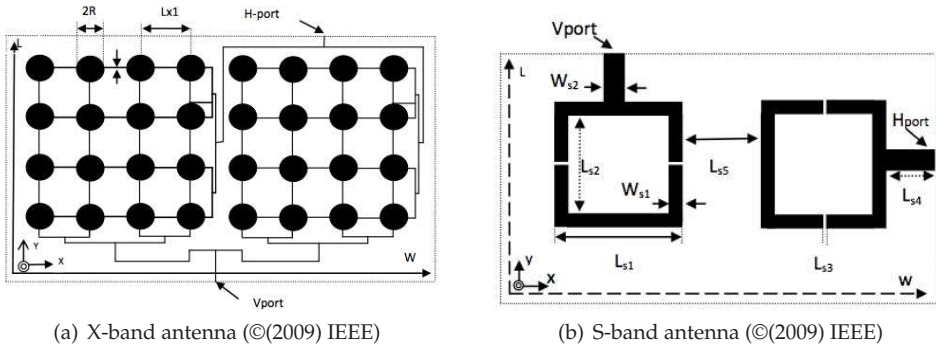 2R
Lx1
H-port
L
Y
X
W
Vport
(a) X-band antenna (©(2009) IEEE)
Vport
L
Ws2
Hport
Ls2
Ls5
Ws1
Ls4
Ls1
Ls3
y
x
w
(b) S-band antenna (©(2009) IEEE)